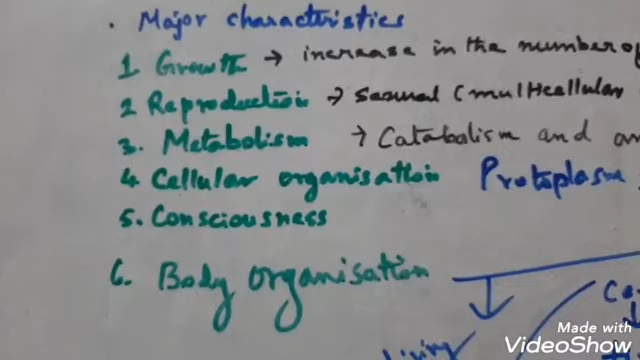 . Major characteristics
1 Growth → increase in the number of
2 Reproduction → sexual (multicellular
3. Metabolism → Catabolism and an
4. Cellular organisation Protoplasm
5. Consciousness
6. Body organisation
living
Made with
VideoShow